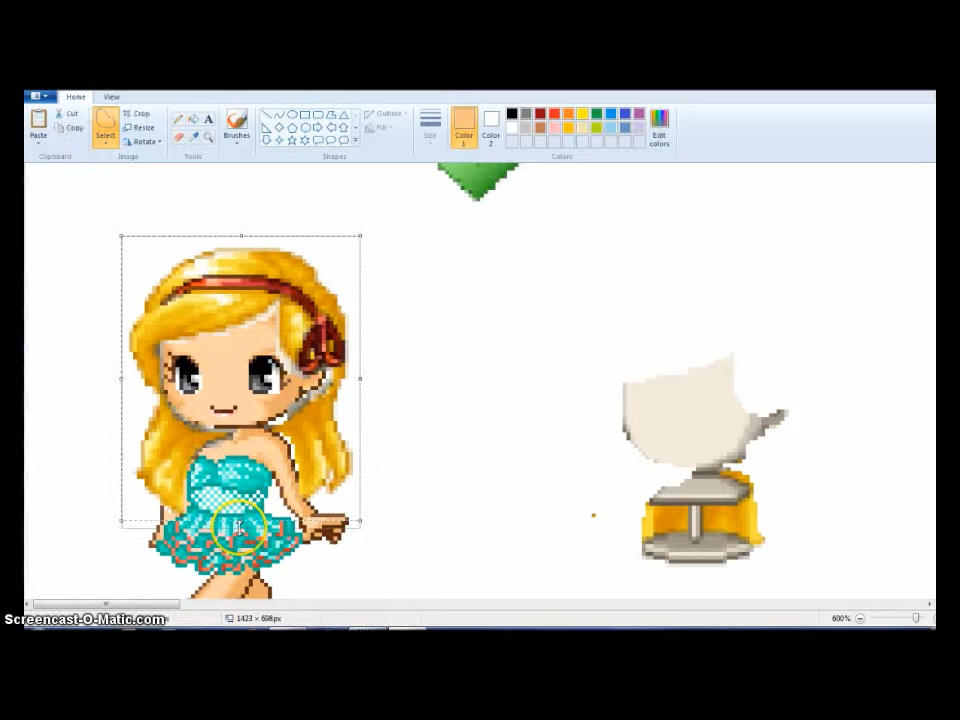 Home View
Paste
Cut
Copy
Clipboard
Select
Crop
Resize
Rotate
Image
A
Tools
Brushes
Shapes
Outline
Fill
Size
Color 1
Color 2
Edit colors
Colors
Screencast-O-Matic.com
1423 × 698px
600%